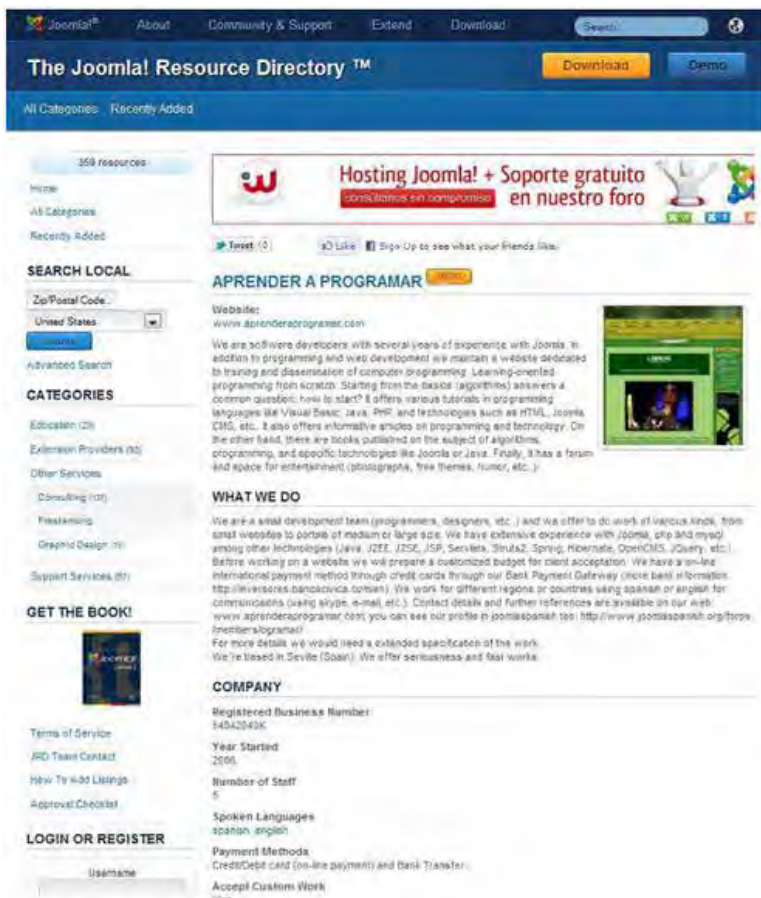 Joomla!® About Community & Support Extend Download Search...
The Joomla! Resource Directory ™ Download Demo
All Categories Recently Added
359 resources
Home
All Categories
Recently Added
SEARCH LOCAL
Zip/Postal Code..
United States
Advanced Search
CATEGORIES
Education
Extension Providers
Other Services
Consulting
Graphic Design
Support Services
GET THE BOOK!
Terms of Service
JRD Team Contact
How To Add Listings
Approval Checklist
LOGIN OR REGISTER
Username
Hosting Joomla! + Soporte gratuito
consúltanos sin compromiso en nuestro foro
Tweet 0 Like Sign Up to see what your friends like.
APRENDER A PROGRAMAR
Website:
www.aprenderaprogramar.com
We are software developers with several years of experience with Joomla. In
addition to programming and web development we maintain a website dedicated
to training and dissemination of computer programming. Learning-oriented
programming from scratch. Starting from the basics (algorithms) answers a
common question: how to start? It offers various tutorials in programming
languages like Visual Basic, Java, PHP, and technologies such as HTML, Joomla
CMS, etc.. It also offers informative articles on programming and technology. On
the other hand, there are books published on the subject of algorithms,
programming, and specific technologies like Joomla or Java. Finally, it has a forum
and space for entertainment (photographs, free themes, humor, etc..).
WHAT WE DO
We are a small development team (programmers, designers, etc..) and we offer to do work of various kinds, from
small websites to portals of medium or large size. We have extensive experience with Joomla, php and mysql
among other technologies (Java, J2EE, J2SE, JSP, Servlets, Struts2, Spring, Hibernate, OpenCMS, JQuery, etc.)
Before working on a website we will prepare a customized budget for client acceptation. We have a on-line
international payment method through credit cards through our Bank Payment Gateway (more bank information:
http://inversores.bancacivica.com/en). We work for different regions or countries using spanish or english for
communications (using skype, e-mail, etc.). Contact details and further references are available on our web:
www.aprenderaprogramar.com, you can see our profile in joomlaspanish too: http://www.joomlaspanish.org/foros
/members/ogramar/
For more details we would need a extended specification of the work.
We're based in Seville (Spain). We offer seriousness and fast works.
COMPANY
Registered Business Number
Year Started
2006
Number of Staff
5
Spoken Languages
spanish, english
Payment Methods
Credit/Debit card (on-line payment) and Bank Transfer
Accept Custom Work